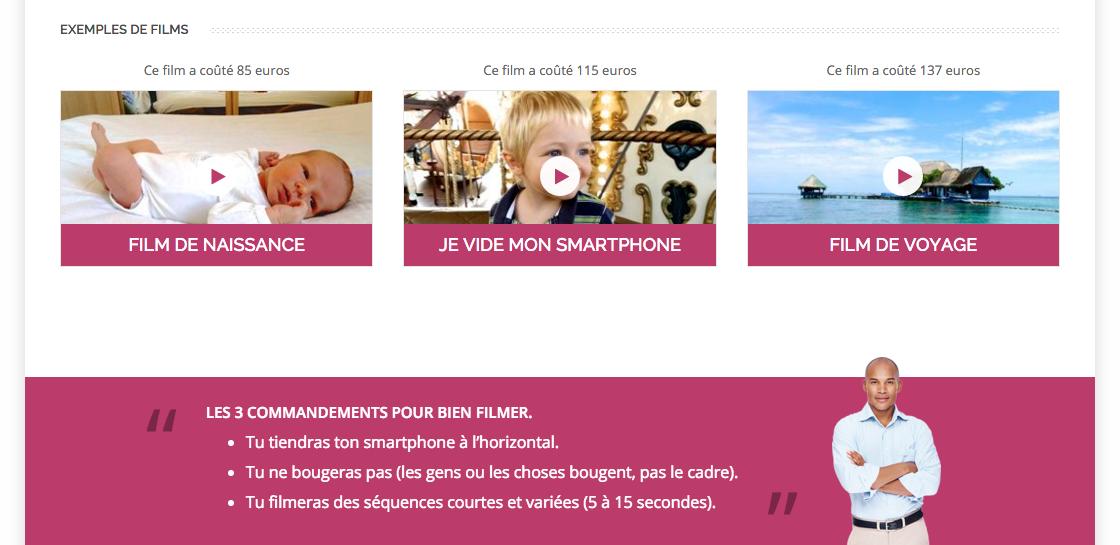 EXEMPLES DE FILMS
Ce film a coûté 85 euros
Ce film a coûté 115 euros
Ce film a coûté 137 euros
FILM DE NAISSANCE
JE VIDE MON SMARTPHONE
FILM DE VOYAGE
“
LES 3 COMMANDEMENTS POUR BIEN FILMER.
• Tu tiendras ton smartphone à l’horizontal.
• Tu ne bougeras pas (les gens ou les choses bougent, pas le cadre).
• Tu filmeras des séquences courtes et variées (5 à 15 secondes).
”